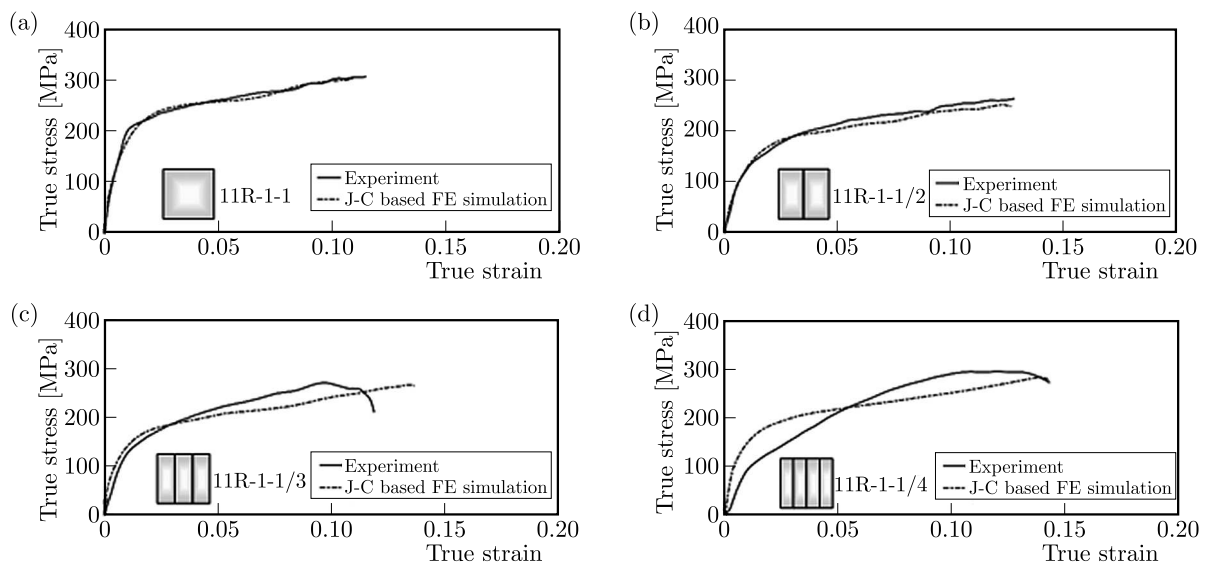 (a)
True stress [MPa]
400
300
200
100
0
11R-1-1
Experiment
J-C based FE simulation
0 0.05 0.10 0.15 0.20
True strain
(b)
True stress [MPa]
400
300
200
100
0
11R-1-1/2
Experiment
J-C based FE simulation
0 0.05 0.10 0.15 0.20
True strain
(c)
True stress [MPa]
400
300
200
100
0
11R-1-1/3
Experiment
J-C based FE simulation
0 0.05 0.10 0.15 0.20
True strain
(d)
True stress [MPa]
400
300
200
100
0
11R-1-1/4
Experiment
J-C based FE simulation
0 0.05 0.10 0.15 0.20
True strain